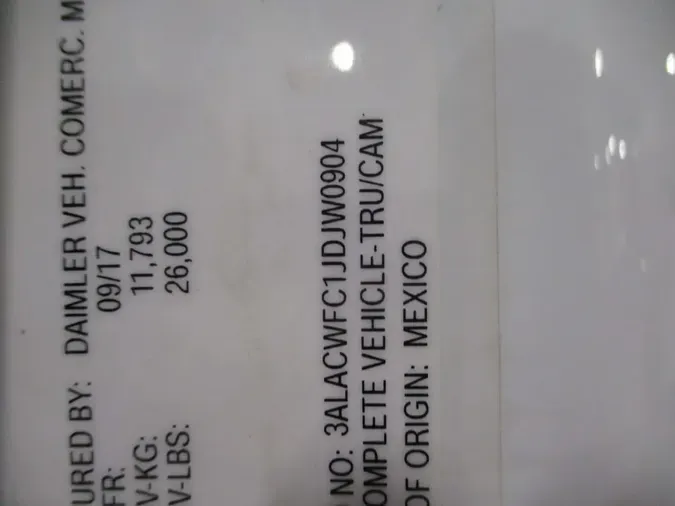 URED BY: DAIMLER VEH. COMERC. M
FR: 09/17
V-KG: 11,793
V-LBS: 26,000
NO: 3ALACWFC1JDJW0904
OMPLETE VEHICLE-TRU/CAM
OF ORIGIN: MEXICO